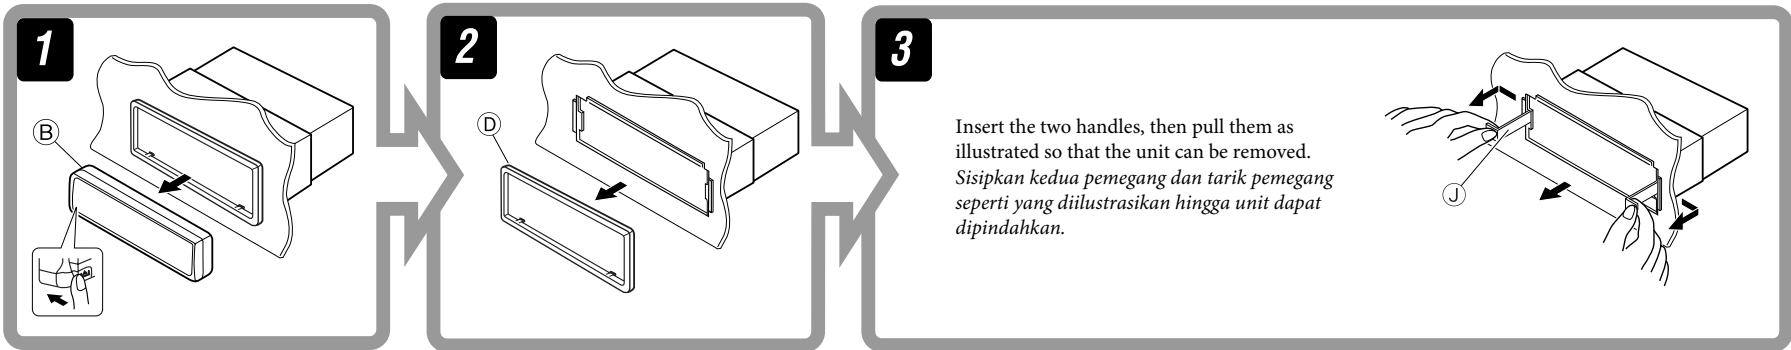 1
B
2
D
3
Insert the two handles, then pull them as
illustrated so that the unit can be removed.
Sisipkan kedua pemegang dan tarik pemegang
seperti yang diilustrasikan hingga unit dapat
dipindahkan.
J